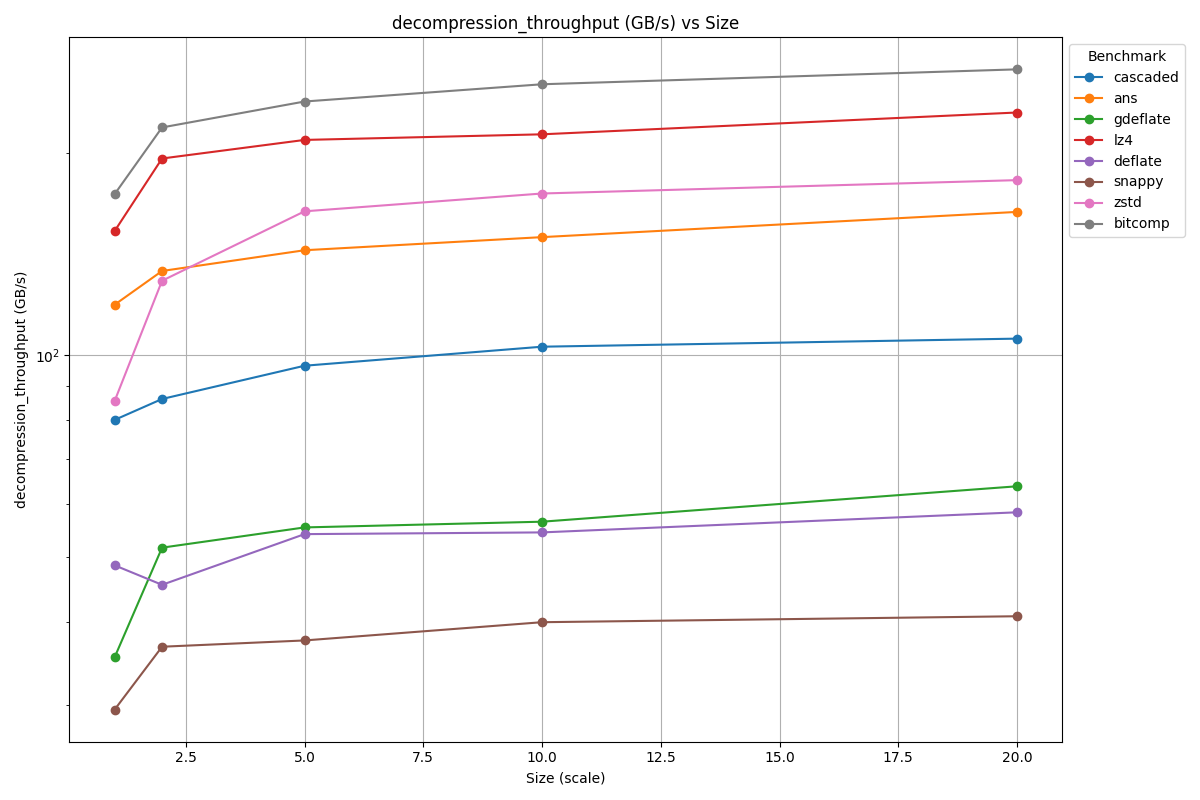 decompression_throughput (GB/s) vs Size
decompression_throughput (GB/s)
10²
2.5
5.0
7.5
10.0
12.5
15.0
17.5
20.0
Size (scale)
Benchmark
cascaded
ans
gdeflate
lz4
deflate
snappy
zstd
bitcomp